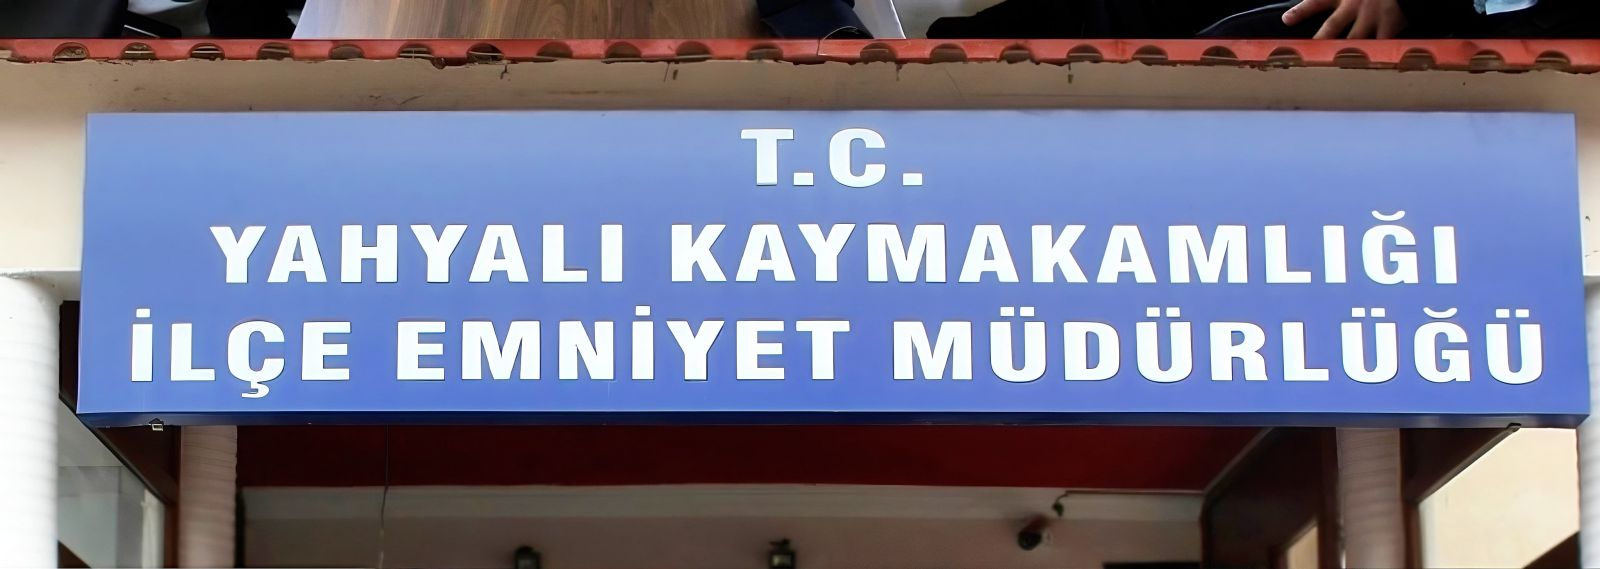 T.C.
YAHYALI KAYMAKAMLIĞI
İLÇE EMNİYET MÜDÜRLÜĞÜ